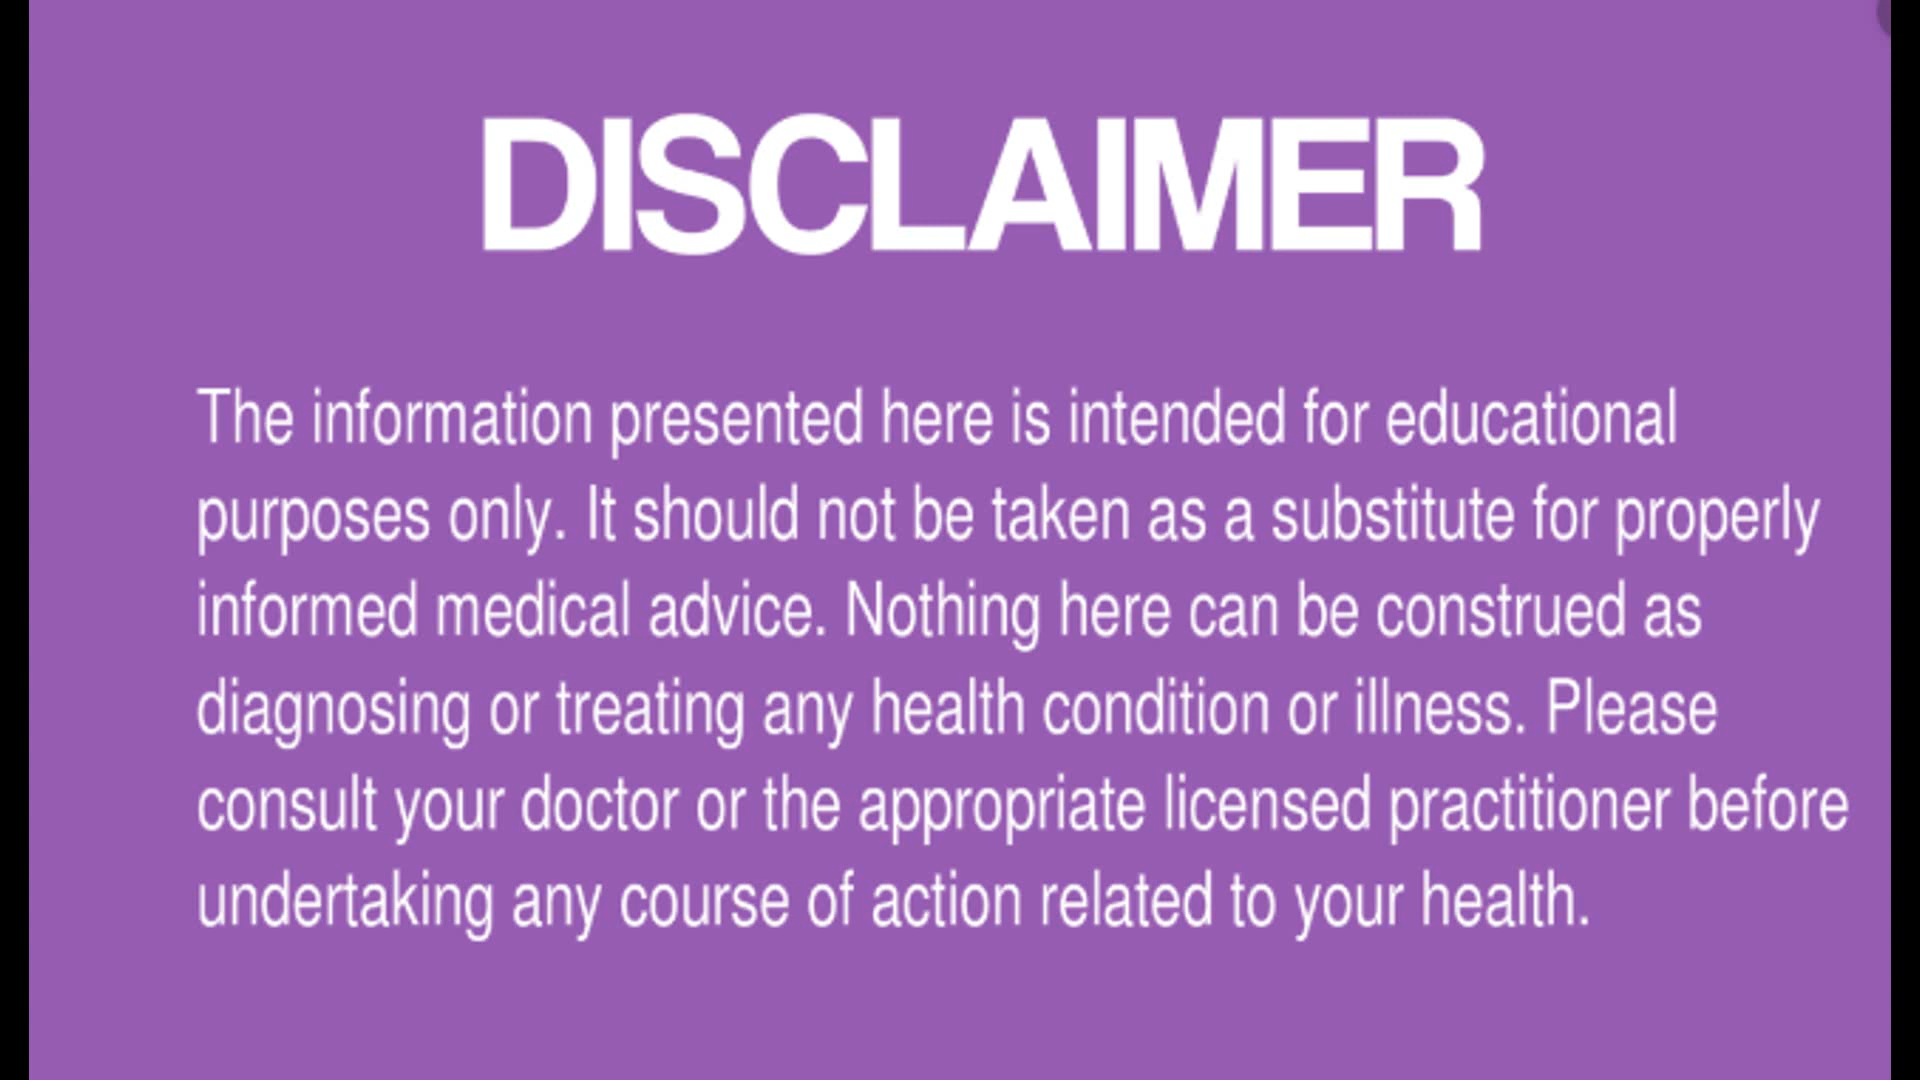 DISCLAIMER
The information presented here is intended for educational
purposes only. It should not be taken as a substitute for properly
informed medical advice. Nothing here can be construed as
diagnosing or treating any health condition or illness. Please
consult your doctor or the appropriate licensed practitioner before
undertaking any course of action related to your health.